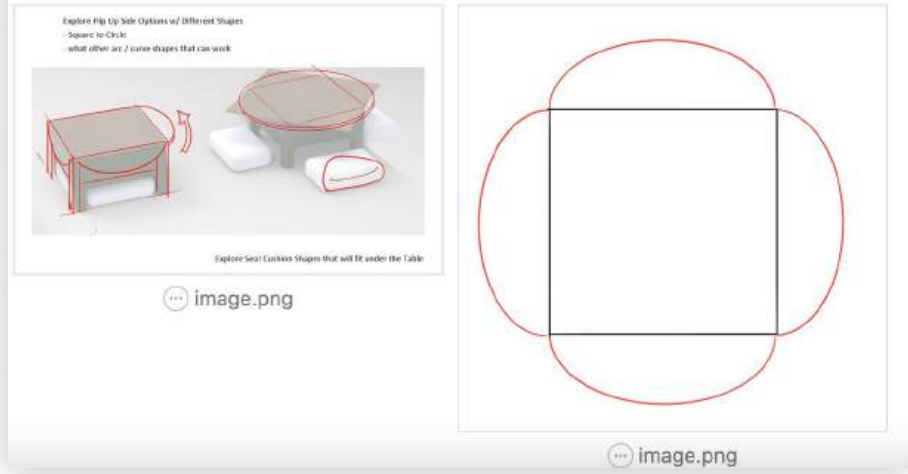 Explore Flip Up Side Options w/ Different Shapes
- Square to Circle
- what other arc / curve shapes that can work
Explore Seat Cushion Shapes that will fit under the Table
image.png
image.png